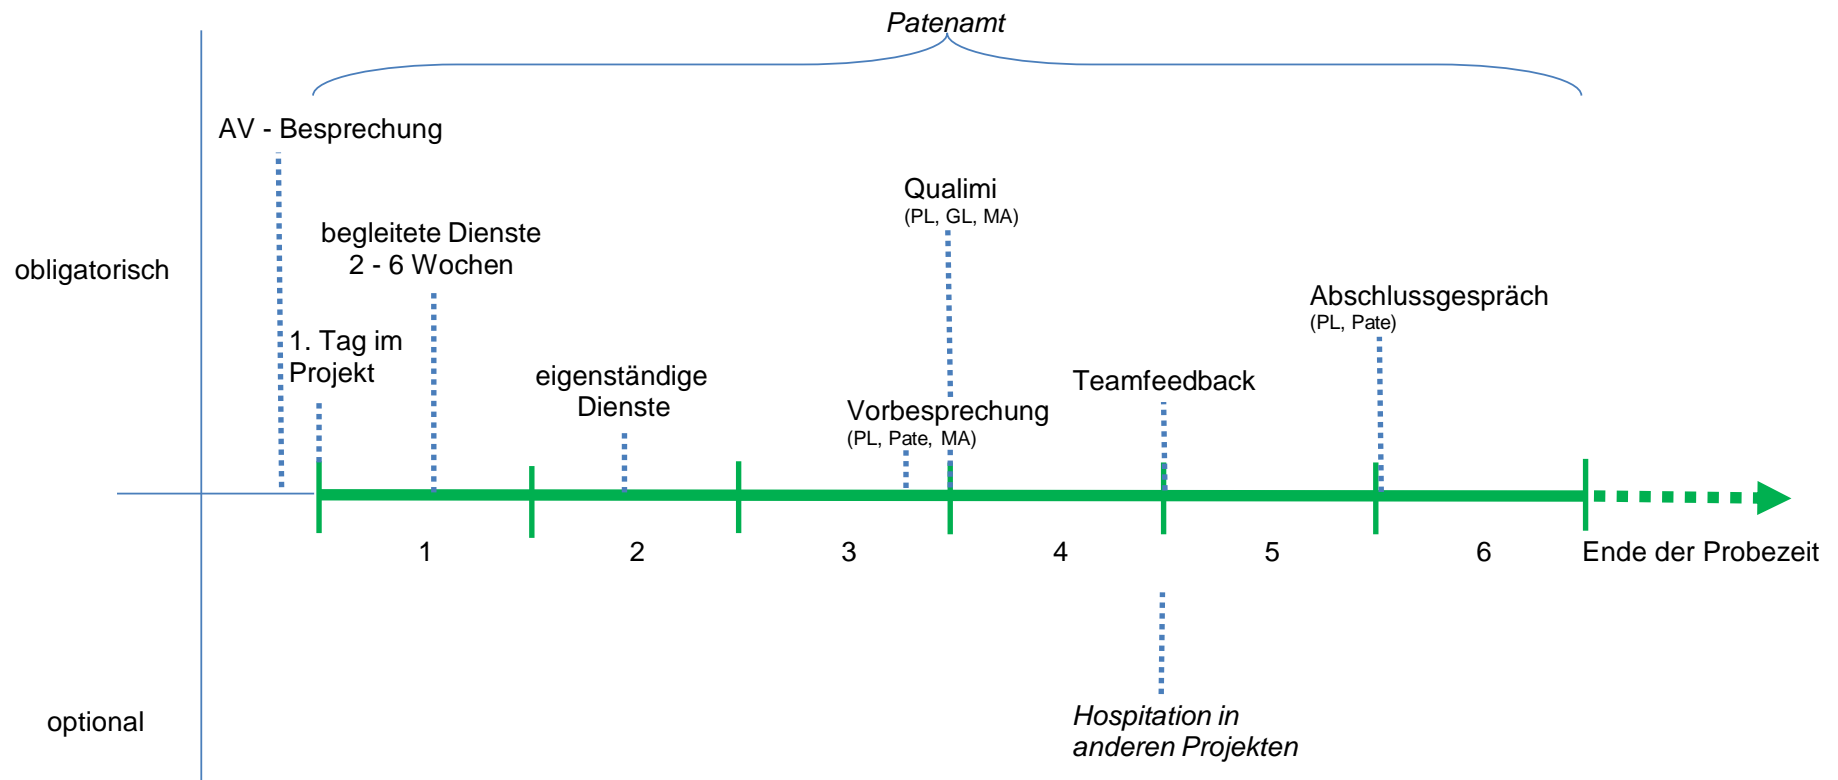 Patenamt
AV - Besprechung
Qualimi
(PL, GL, MA)
begleitete Dienste
2 - 6 Wochen
obligatorisch
Abschlussgespräch
(PL, Pate)
1. Tag im
Projekt
eigenständige
Dienste
Teamfeedback
Vorbesprechung
(PL, Pate, MA)
1 2 3 4 5 6 Ende der Probezeit
optional
Hospitation in
anderen Projekten